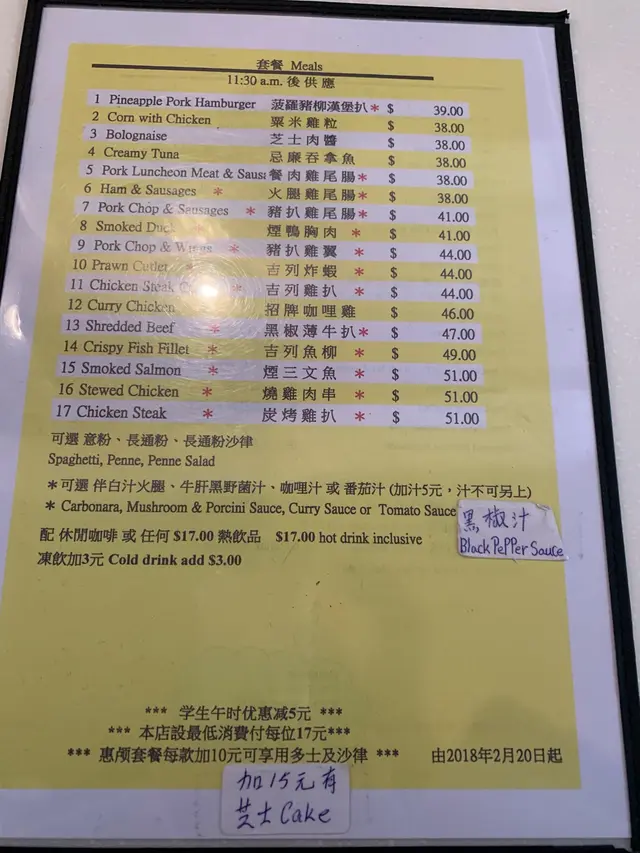 套餐 Meals
11:30 a.m. 後供應
1 Pineapple Pork Hamburger 菠羅豬柳漢堡扒* $ 39.00
2 Corn with Chicken 粟米雞粒 $ 38.00
3 Bolognaise 芝士肉醬 $ 38.00
4 Creamy Tuna 忌廉吞拿魚 $ 38.00
5 Pork Luncheon Meat & Sausa 餐肉雞尾腸* $ 38.00
6 Ham & Sausages * 火腿雞尾腸* $ 38.00
7 Pork Chop & Sausages * 豬扒雞尾腸* $ 41.00
8 Smoked Duck 煙鴨胸肉 * $ 41.00
9 Pork Chop & Wings * 豬扒雞翼 * $ 44.00
10 Prawn Cutlet 吉列炸蝦 * $ 44.00
11 Chicken Steak * 吉列雞扒 * $ 44.00
12 Curry Chicken 招牌咖哩雞 $ 46.00
13 Shredded Beef * 黑椒薄牛扒* $ 47.00
14 Crispy Fish Fillet * 吉列魚柳 * $ 49.00
15 Smoked Salmon * 煙三文魚 * $ 51.00
16 Stewed Chicken * 燒雞肉串 * $ 51.00
17 Chicken Steak * 炭烤雞扒 * $ 51.00
可選 意粉、長通粉、長通粉沙律
Spaghetti, Penne, Penne Salad
*可選 伴白汁火腿、牛肝黑野菌汁、咖哩汁 或 番茄汁 (加汁5元，汁不可另上)
* Carbonara, Mushroom & Porcini Sauce, Curry Sauce or Tomato Sauce
黑椒汁
Black PePPer Sauce
配 休閒咖啡 或 任何 $17.00 熱飲品 $17.00 hot drink inclusive
凍飲加3元 Cold drink add $3.00
*** 学生午时优惠减5元 ***
*** 本店設最低消費付每位17元***
*** 惠顾套餐每款加10元可享用多士及沙律 *** 由2018年2月20日起
加15元有
芝士Cake